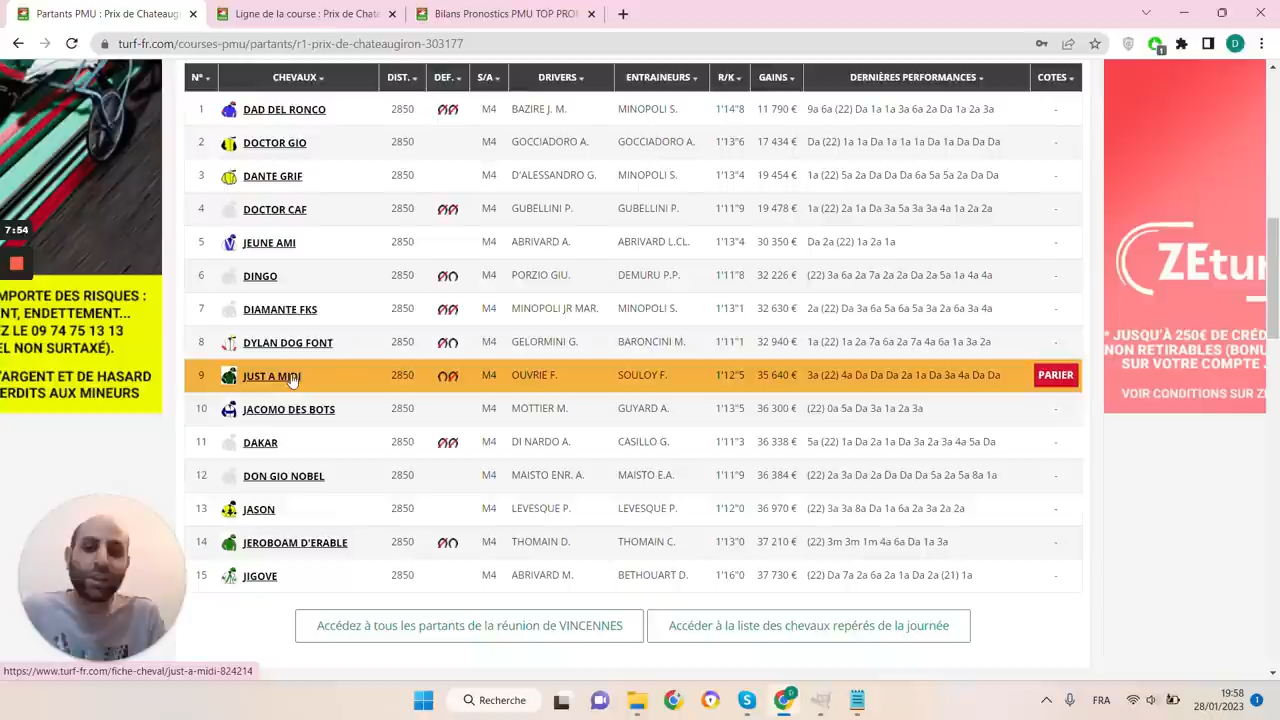 Partants PMU : Prix de Chateaug
Ligne de la course : Prix de Cha
Bilans Pronostics PMU TOP PRO
turf-fr.com/courses-pmu/partants/r1-prix-de-chateaugiron-303177
N° CHEVAUX DIST. DEF. S/A DRIVERS ENTRAINEURS R/K GAINS DERNIÈRES PERFORMANCES COTES
1 DAD DEL RONCO 2850 M4 BAZIRE J. M. MINOPOLI S. 1'14"8 11 790 € 9a 6a (22) Da 1a 1a 3a 6a 2a Da 1a 2a 3a -
2 DOCTOR GIO 2850 M4 GOCCIADORO A. GOCCIADORO A. 1'13"6 17 434 € Da (22) 1a Da 1a 1a 1a Da 1a Da Da Da -
3 DANTE GRIF 2850 M4 D'ALESSANDRO G. MINOPOLI S. 1'13"4 19 454 € 1a (22) 5a 2a Da Da Da 6a 3a 5a 2a Da Da -
4 DOCTOR CAF 2850 M4 GUBELLINI P. GUBELLINI P. 1'11"9 19 478 € 1a (22) 2a 1a Da 3a 5a 3a 3a 4a 1a 2a 2a -
5 JEUNE AMI 2850 M4 ABRIVARD A. ABRIVARD L.CL. 1'13"4 30 350 € Da 2a (22) 1a 2a 1a -
6 DINGO 2850 M4 PORZIO GIU. DEMURU P.P. 1'11"8 32 226 € (22) 3a 6a 2a 7a 2a 2a Da Da 5a 1a 4a 4a -
7 DIAMANTE FKS 2850 M4 MINOPOLI JR MAR. MINOPOLI S. 1'13"1 32 630 € 2a (22) Da 3a 6a 5a 6a 5a 3a 2a 6a 3a 4a -
8 DYLAN DOG FONT 2850 M4 GELORMINI G. BARONCINI M. 1'11"1 32 940 € 1a (22) 1a 2a 7a 6a 2a 7a 4a 6a 1a 3a 2a -
9 JUST A MIDI 2850 M4 OUVRIE F. SOULOY F. 1'12"5 35 640 € 3a (22) 4a Da Da Da 2a 1a Da 3a 4a Da Da PARIER
10 JACOMO DES BOTS 2850 M4 MOTTIER M. GUYARD A. 1'13"5 36 300 € (22) 0a 5a Da 3a 1a 2a 3a -
11 DAKAR 2850 M4 DI NARDO A. CASILLO G. 1'11"3 36 338 € 5a (22) 1a Da 2a 1a Da 3a 2a 3a 4a 5a Da -
12 DON GIO NOBEL 2850 M4 MAISTO ENR. A. MAISTO E.A. 1'11"9 36 384 € (22) 2a 3a Da 2a Da Da Da 5a 2a 5a 8a 1a -
13 JASON 2850 M4 LEVESQUE P. LEVESQUE P. 1'12"0 36 970 € (22) 3a 3a 8a Da 1a 6a 2a 3a 2a 2a -
14 JEROBOAM D'ERABLE 2850 M4 THOMAIN D. THOMAIN C. 1'13"0 37 210 € (22) 3m 3m 1m 4a 6a Da 1a 3a -
15 JIGOVE 2850 M4 ABRIVARD M. BETHOUART D. 1'16"0 37 730 € (22) Da 7a 2a 6a 2a 1a Da 2a (21) 1a -
Accédez à tous les partants de la réunion de VINCENNES
Accéder à la liste des chevaux repérés de la journée
7:54
MPORTE DES RISQUES :
NT, ENDETTEMENT...
Z LE 09 74 75 13 13
EL NON SURTAXÉ).
'ARGENT ET DE HASARD
ERDITS AUX MINEURS
ZEtur
* JUSQU'À 250€ DE CRÉD
NON RETIRABLES (BONU
SUR VOTRE COMPTE
VOIR CONDITIONS SUR ZE
https://www.turf-fr.com/fiche-cheval/just-a-midi-824214
Recherche
FRA
19:58
28/01/2023